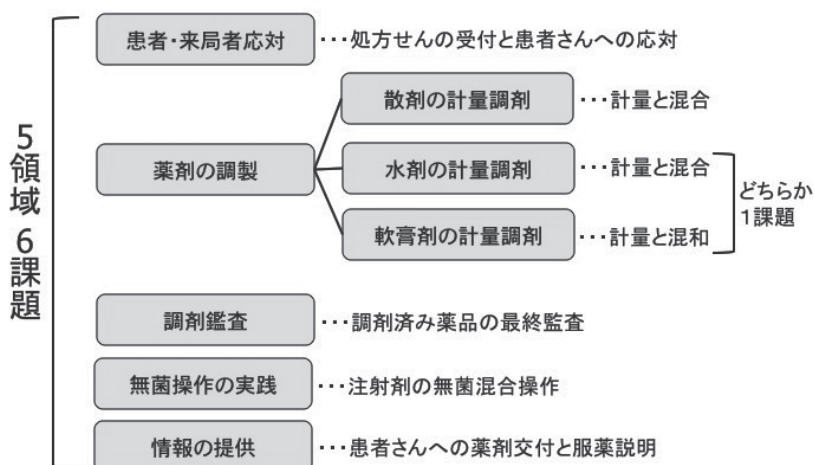 5領域 6課題
患者・来局者応対 ・・・処方せんの受付と患者さんへの応対
薬剤の調製
散剤の計量調剤 ・・・計量と混合
水剤の計量調剤 ・・・計量と混合
軟膏剤の計量調剤 ・・・計量と混和
どちらか
1課題
調剤鑑査 ・・・調剤済み薬品の最終監査
無菌操作の実践 ・・・注射剤の無菌混合操作
情報の提供 ・・・患者さんへの薬剤交付と服薬説明